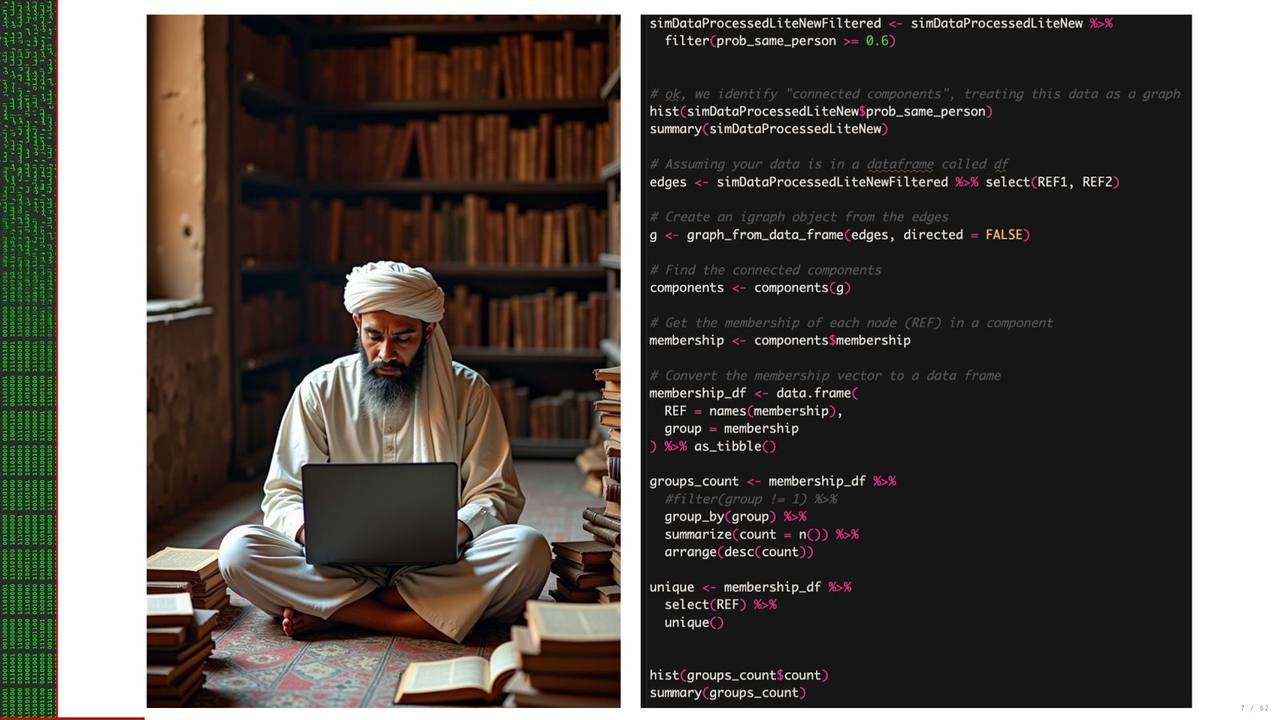 simDataProcessedLiteNewFiltered <- simDataProcessedLiteNew %>%
  filter(prob_same_person >= 0.6)
# ok, we identify "connected components", treating this data as a graph
hist(simDataProcessedLiteNew$prob_same_person)
summary(simDataProcessedLiteNew)
# Assuming your data is in a dataframe called df
edges <- simDataProcessedLiteNewFiltered %>% select(REF1, REF2)
# Create an igraph object from the edges
g <- graph_from_data_frame(edges, directed = FALSE)
# Find the connected components
components <- components(g)
# Get the membership of each node (REF) in a component
membership <- components$membership
# Convert the membership vector to a data frame
membership_df <- data.frame(
  REF = names(membership),
  group = membership
) %>% as_tibble()
groups_count <- membership_df %>%
  #filter(group != 1) %>%
  group_by(group) %>%
  summarize(count = n()) %>%
  arrange(desc(count))
unique <- membership_df %>%
  select(REF) %>%
  unique()
hist(groups_count$count)
summary(groups_count)
7 / 62